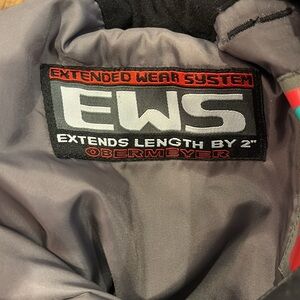 EXTENDED WEAR SYSTEM
EWS
EXTENDS LENGTH BY 2"
OBERMEYER